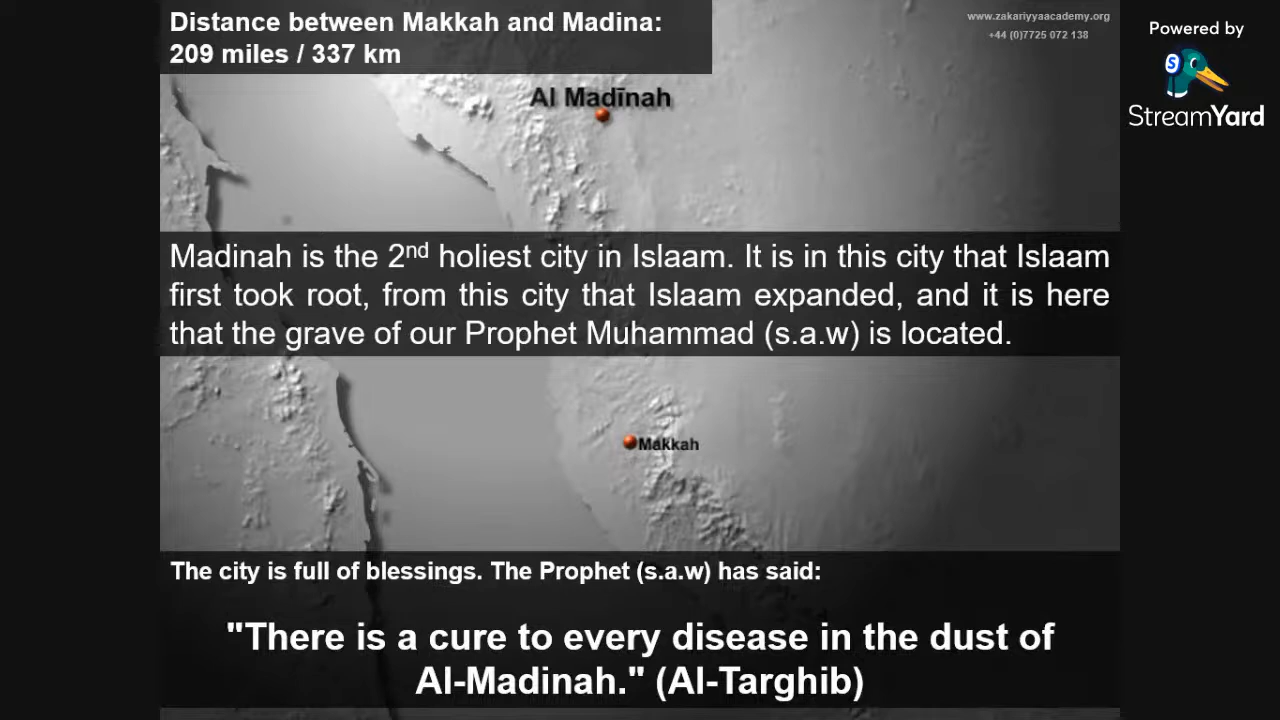 Distance between Makkah and Madina:
209 miles / 337 km
www.zakariyyaacademy.org
+44 (0)7725 072 138
Powered by
S
StreamYard
Al Madīnah
Madinah is the 2nd holiest city in Islaam. It is in this city that Islaam
first took root, from this city that Islaam expanded, and it is here
that the grave of our Prophet Muhammad (s.a.w) is located.
Makkah
The city is full of blessings. The Prophet (s.a.w) has said:
"There is a cure to every disease in the dust of
Al-Madinah." (Al-Targhib)